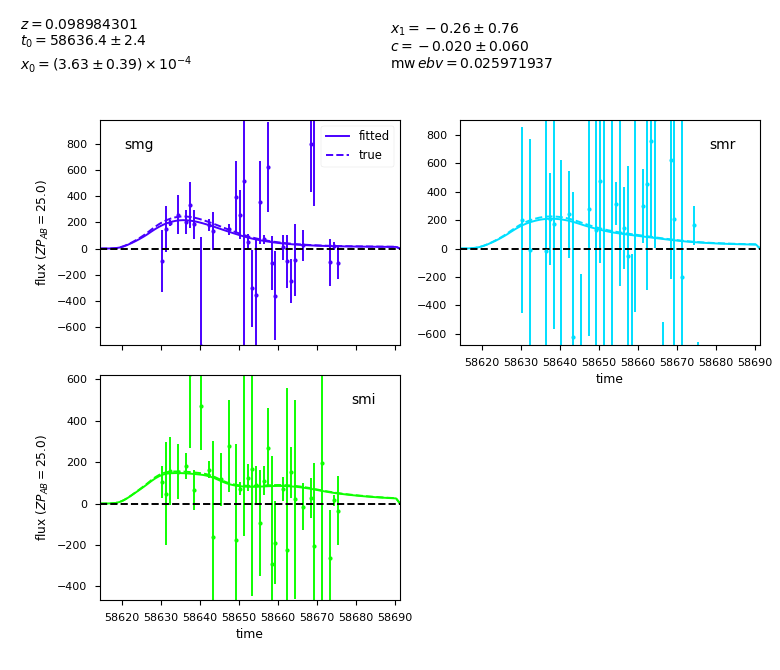 z = 0.098984301
t₀ = 58636.4 ± 2.4
x₀ = (3.63 ± 0.39) × 10⁻⁴
x₁ = −0.26 ± 0.76
c = −0.020 ± 0.060
mw ebv = 0.025971937
smg
fitted
true
800
600
400
200
0
−200
−400
−600
flux (ZP_AB = 25.0)
smr
800
600
400
200
0
−200
−400
−600
58620 58630 58640 58650 58660 58670 58680 58690
time
smi
600
400
200
0
−200
−400
flux (ZP_AB = 25.0)
58620 58630 58640 58650 58660 58670 58680 58690
time